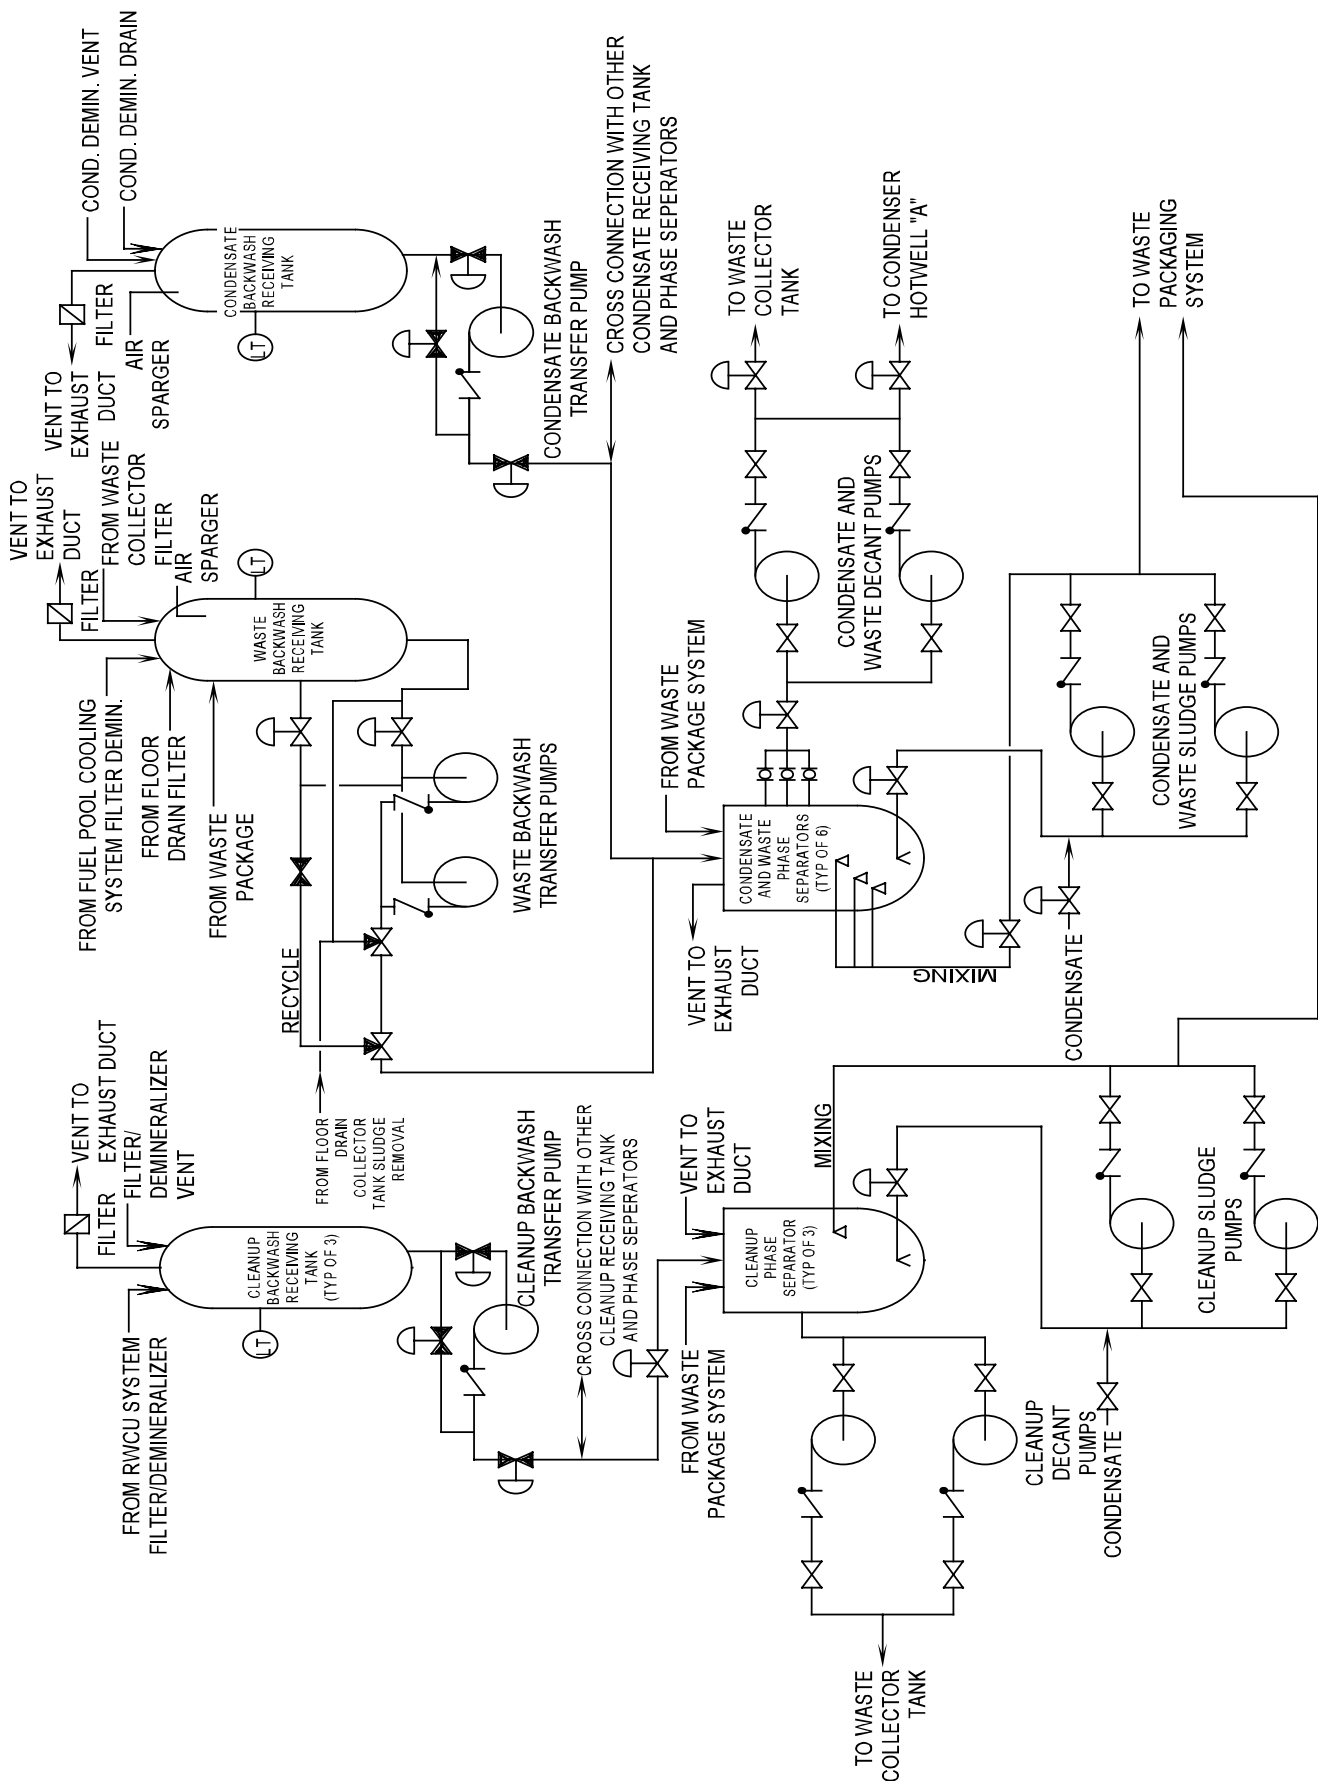 VENT TO
EXHAUST DUCT
FILTER
FILTER/
DEMINERALIZER
VENT
FROM RWCU SYSTEM
FILTER/DEMINERALIZER
CLEANUP
BACKWASH
RECEIVING
TANK
(TYP OF 3)
LT
CLEANUP BACKWASH
TRANSFER PUMP
CROSS CONNECTION WITH OTHER
CLEANUP RECEIVING TANK
AND PHASE SEPERATORS
VENT TO
EXHAUST
DUCT
FROM FUEL POOL COOLING
SYSTEM FILTER DEMIN.
FROM FLOOR
DRAIN FILTER
FROM WASTE
PACKAGE
FILTER
FROM WASTE
COLLECTOR
FILTER
AIR
SPARGER
WASTE
BACKWASH
RECEIVING
TANK
LT
RECYCLE
FROM FLOOR
DRAIN
COLLECTOR
TANK SLUDGE
REMOVAL
WASTE BACKWASH
TRANSFER PUMPS
VENT TO
EXHAUST
DUCT
FILTER
AIR
SPARGER
COND. DEMIN. VENT
COND. DEMIN. DRAIN
CONDENSATE
BACKWASH
RECEIVING
TANK
LT
CONDENSATE BACKWASH
TRANSFER PUMP
CROSS CONNECTION WITH OTHER
CONDENSATE RECEIVING TANK
AND PHASE SEPERATORS
FROM WASTE
PACKAGE SYSTEM
VENT TO
EXHAUST
DUCT
CLEANUP
PHASE
SEPARATOR
(TYP OF 3)
MIXING
TO WASTE
COLLECTOR
TANK
CLEANUP
DECANT
PUMPS
CONDENSATE
CLEANUP SLUDGE
PUMPS
VENT TO
EXHAUST
DUCT
FROM WASTE
PACKAGE SYSTEM
CONDENSATE
AND WASTE
PHASE
SEPARATORS
(TYP OF 6)
MIXING
CONDENSATE
CONDENSATE AND
WASTE DECANT PUMPS
TO WASTE
COLLECTOR
TANK
TO CONDENSER
HOTWELL "A"
CONDENSATE AND
WASTE SLUDGE PUMPS
TO WASTE
PACKAGING
SYSTEM